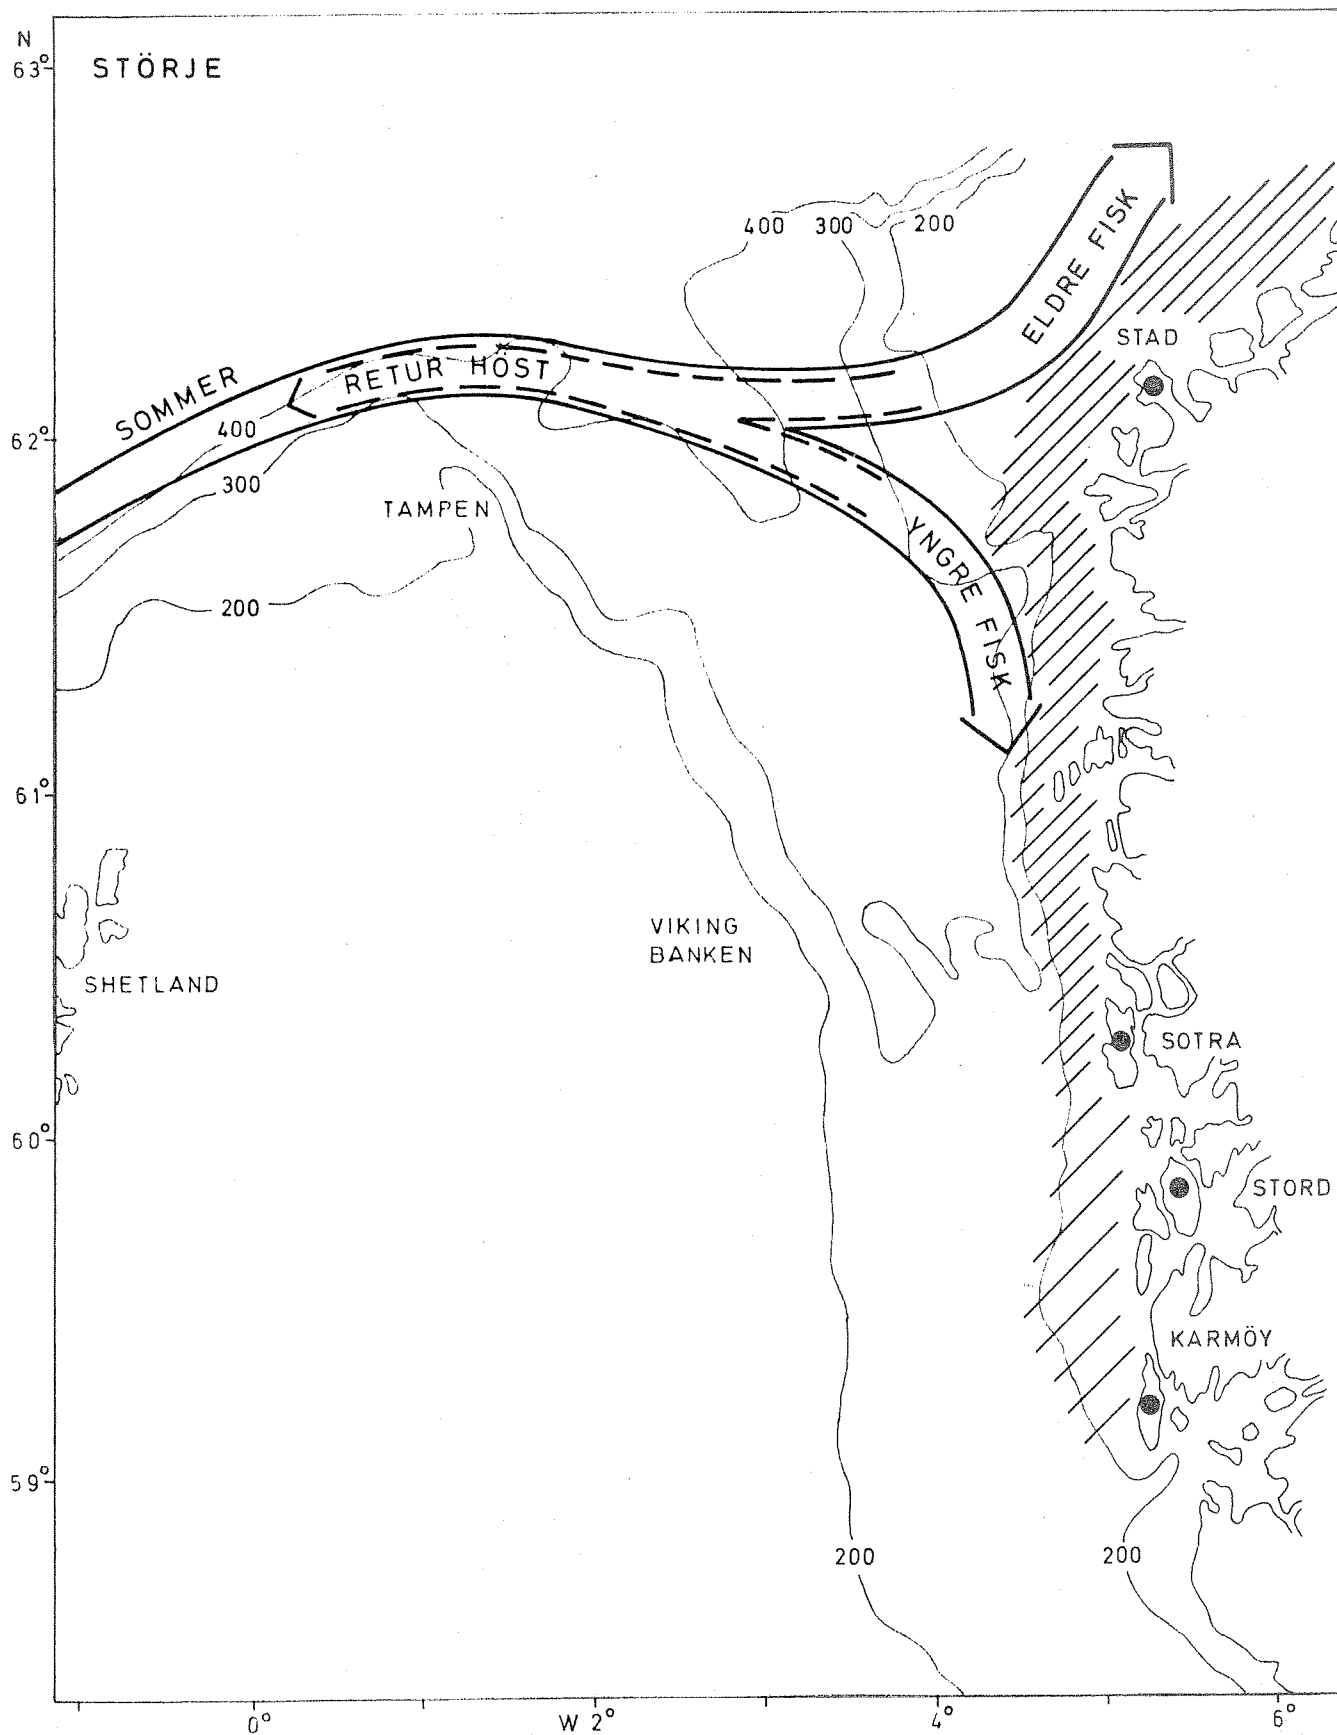 N
63°
STÖRJE
400 300 200
ELDRE FISK
STAD
SOMMER
RETUR HÖST
62°
400
300
TAMPEN
YNGRE FISK
200
61°
VIKING
BANKEN
SHETLAND
SOTRA
60°
STORD
KARMÖY
59°
200
200
0° W 2° 4° 6°